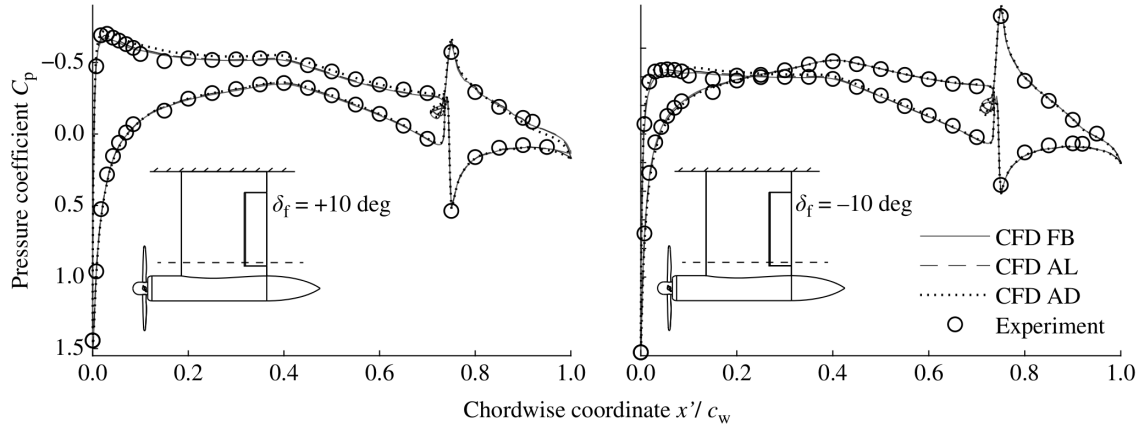 Pressure coefficient Cp
−0.5
0.0
0.5
1.0
1.5
0.0 0.2 0.4 0.6 0.8 1.0
δf = +10 deg
0.0 0.2 0.4 0.6 0.8 1.0
δf = −10 deg
CFD FB
CFD AL
CFD AD
Experiment
Chordwise coordinate x'/ cw